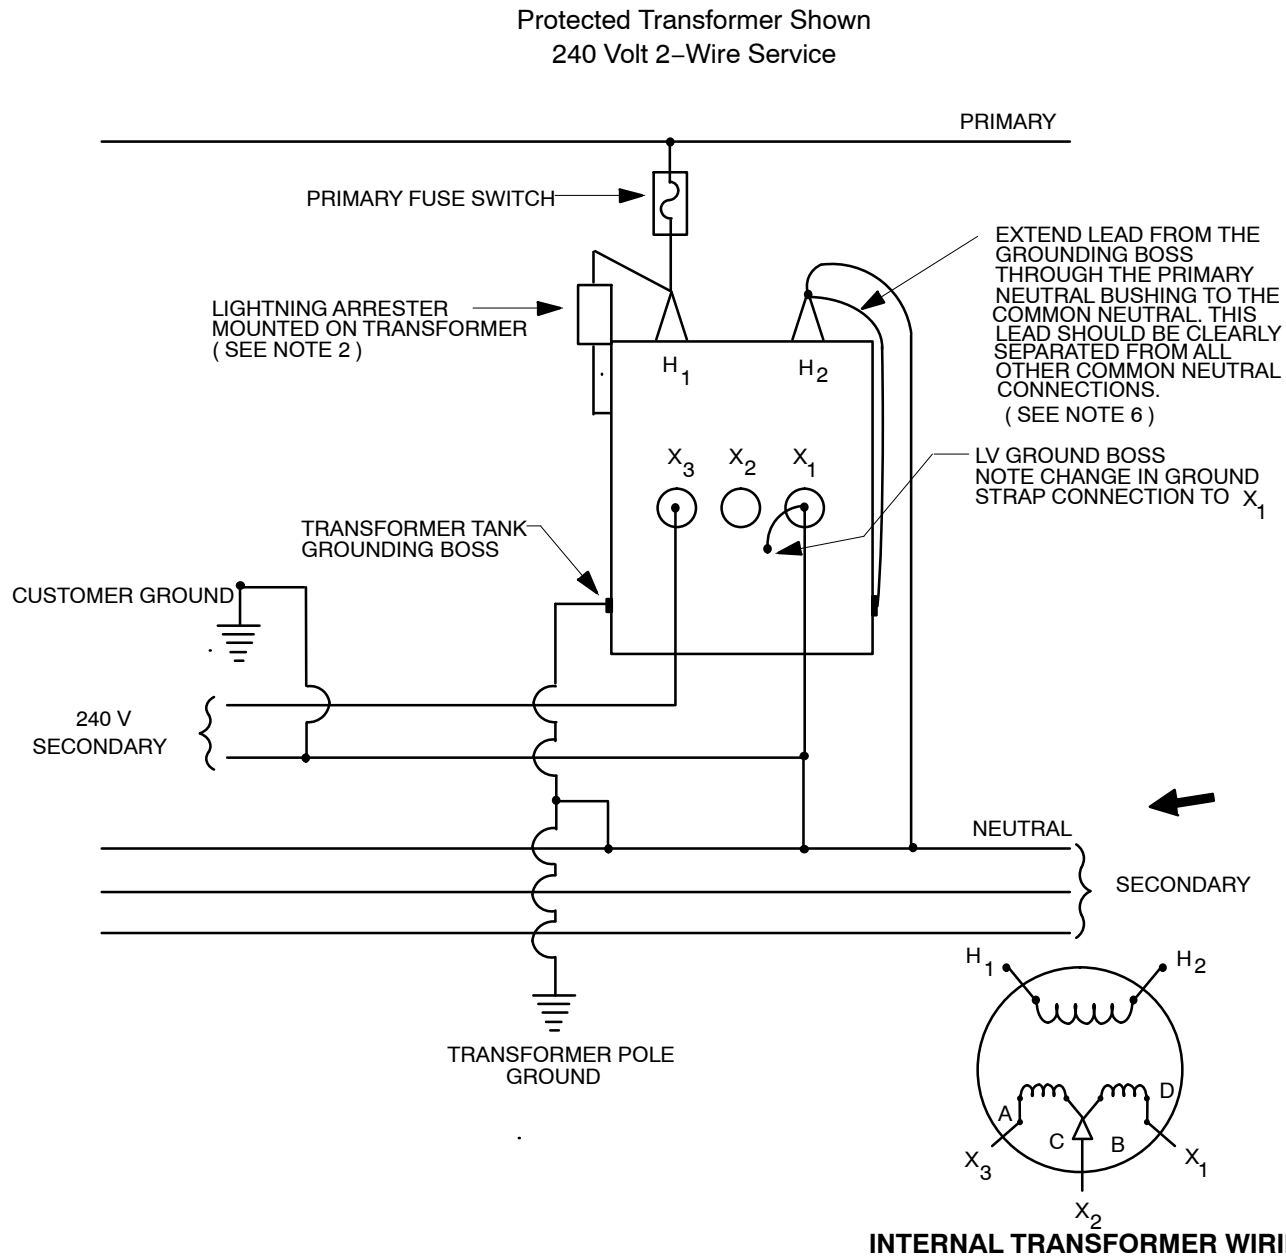 Protected Transformer Shown
240 Volt 2–Wire Service
PRIMARY
PRIMARY FUSE SWITCH
EXTEND LEAD FROM THE
GROUNDING BOSS
THROUGH THE PRIMARY
NEUTRAL BUSHING TO THE
COMMON NEUTRAL. THIS
LEAD SHOULD BE CLEARLY
SEPARATED FROM ALL
OTHER COMMON NEUTRAL
CONNECTIONS.
( SEE NOTE 6 )
LIGHTNING ARRESTER
MOUNTED ON TRANSFORMER
( SEE NOTE 2 )
H1
H2
X3
X2
X1
LV GROUND BOSS
NOTE CHANGE IN GROUND
STRAP CONNECTION TO X1
TRANSFORMER TANK
GROUNDING BOSS
CUSTOMER GROUND
240 V
SECONDARY
NEUTRAL
SECONDARY
TRANSFORMER POLE
GROUND
H1
H2
A
D
C
B
X3
X1
X2
INTERNAL TRANSFORMER